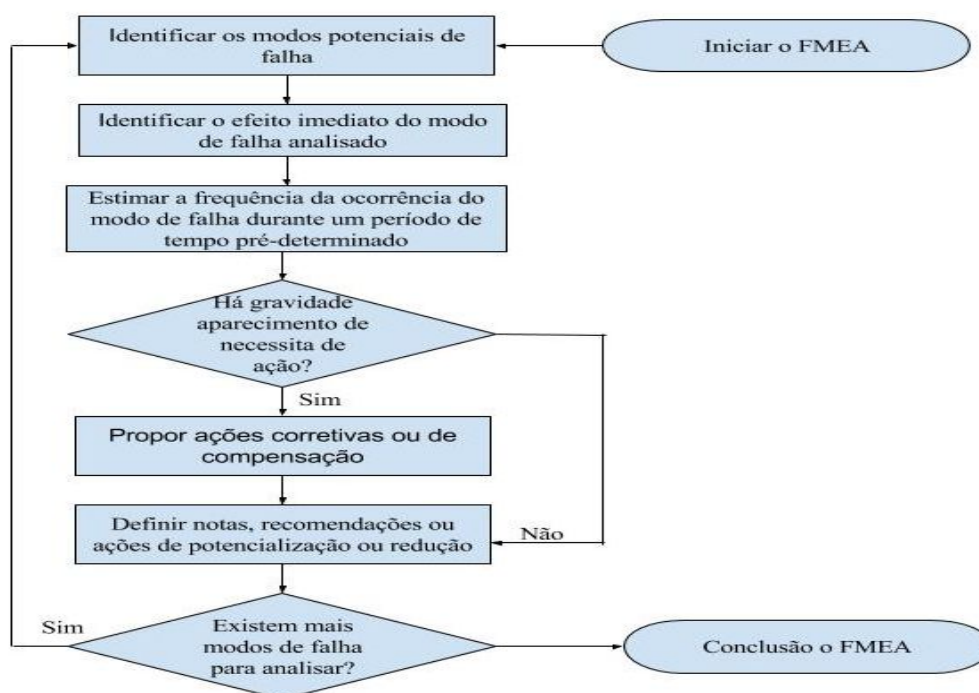 Identificar os modos potenciais de
falha
Iniciar o FMEA
Identificar o efeito imediato do modo
de falha analisado
Estimar a frequência da ocorrência do
modo de falha durante um período de
tempo pré-determinado
Há gravidade
aparecimento de
necessita de
ação?
Sim
Propor ações corretivas ou de
compensação
Definir notas, recomendações ou
ações de potencialização ou redução
Não
Sim
Existem mais
modos de falha
para analisar?
Conclusão o FMEA